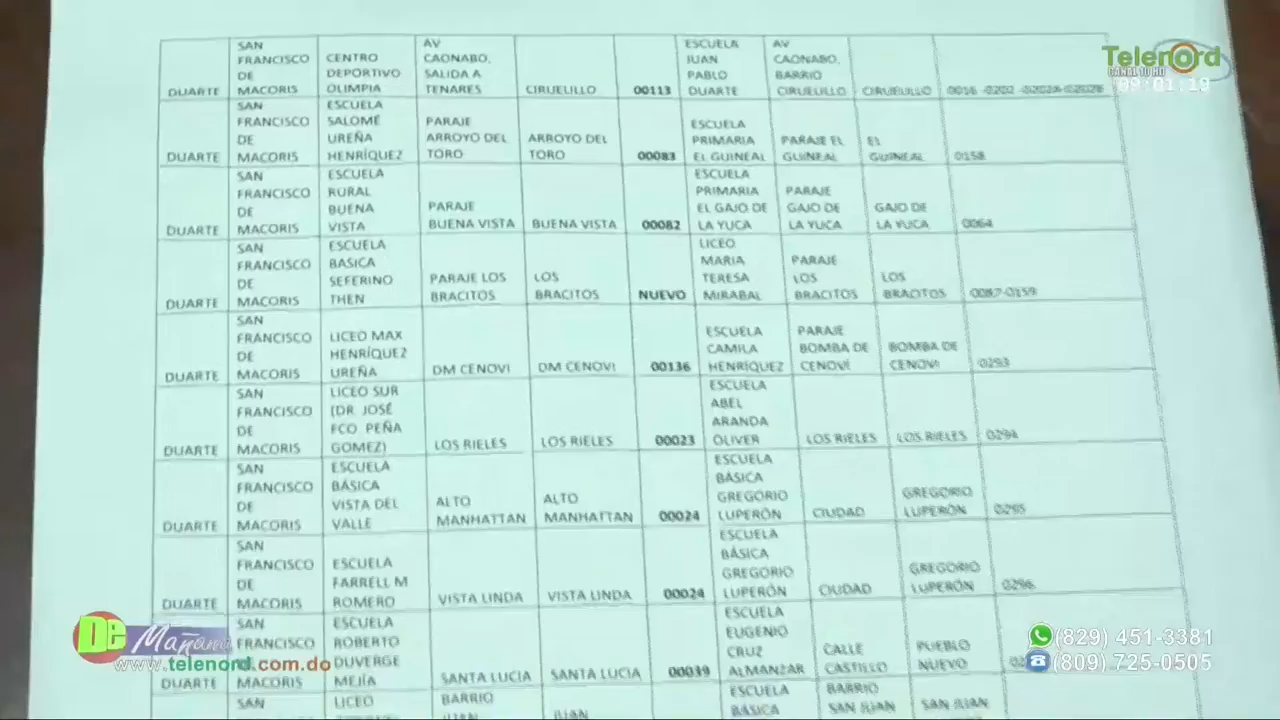 DUARTE SAN FRANCISCO DE MACORIS CENTRO DEPORTIVO OLIMPIA AV CAONABO, SALIDA A TENARES CIRUELILLO 00113 ESCUELA JUAN PABLO DUARTE AV CAONABO, BARRIO CIRUELILLO CIRUELILLO 0016 -0202 -0202A-0202B
DUARTE SAN FRANCISCO DE MACORIS ESCUELA SALOMÉ UREÑA HENRÍQUEZ PARAJE ARROYO DEL TORO ARROYO DEL TORO 00083 ESCUELA PRIMARIA EL GUINEAL PARAJE EL GUINEAL EL GUINEAL 0158
DUARTE SAN FRANCISCO DE MACORIS ESCUELA RURAL BUENA VISTA PARAJE BUENA VISTA BUENA VISTA 00082 ESCUELA PRIMARIA EL GAJO DE LA YUCA PARAJE GAJO DE LA YUCA GAJO DE LA YUCA 0064
DUARTE SAN FRANCISCO DE MACORIS ESCUELA BASICA SEFERINO THEN PARAJE LOS BRACITOS LOS BRACITOS NUEVO LICEO MARIA TERESA MIRABAL PARAJE LOS BRACITOS LOS BRACITOS 0087-0159
DUARTE SAN FRANCISCO DE MACORIS LICEO MAX HENRÍQUEZ UREÑA DM CENOVI DM CENOVI 00136 ESCUELA CAMILA HENRÍQUEZ PARAJE BOMBA DE CENOVÍ BOMBA DE CENOVI 0293
DUARTE SAN FRANCISCO DE MACORIS LICEO SUR (DR. JOSÉ FCO. PEÑA GOMEZ) LOS RIELES LOS RIELES 00023 ESCUELA ABEL ARANDA OLIVER LOS RIELES LOS RIELES 0294
DUARTE SAN FRANCISCO DE MACORIS ESCUELA BÁSICA VISTA DEL VALLE ALTO MANHATTAN ALTO MANHATTAN 00024 ESCUELA BÁSICA GREGORIO LUPERÓN CIUDAD GREGORIO LUPERÓN 0295
DUARTE SAN FRANCISCO DE MACORIS ESCUELA FARRELL M ROMERO VISTA LINDA VISTA LINDA 00024 ESCUELA BÁSICA GREGORIO LUPERÓN CIUDAD GREGORIO LUPERÓN 0296
DUARTE SAN FRANCISCO DE MACORIS ESCUELA ROBERTO DUVERGE MEJÍA SANTA LUCIA SANTA LUCIA 00039 ESCUELA EUGENIO CRUZ ALMANZAR CALLE CASTILLO PUEBLO NUEVO
SAN LICEO BARRIO JUAN JUAN ESCUELA BÁSICA BARRIO SAN JUAN SAN JUAN
Telenord
CANAL 10 HD
09:01:19
De Mañana
www.telenord.com.do
(829) 451-3381
(809) 725-0505